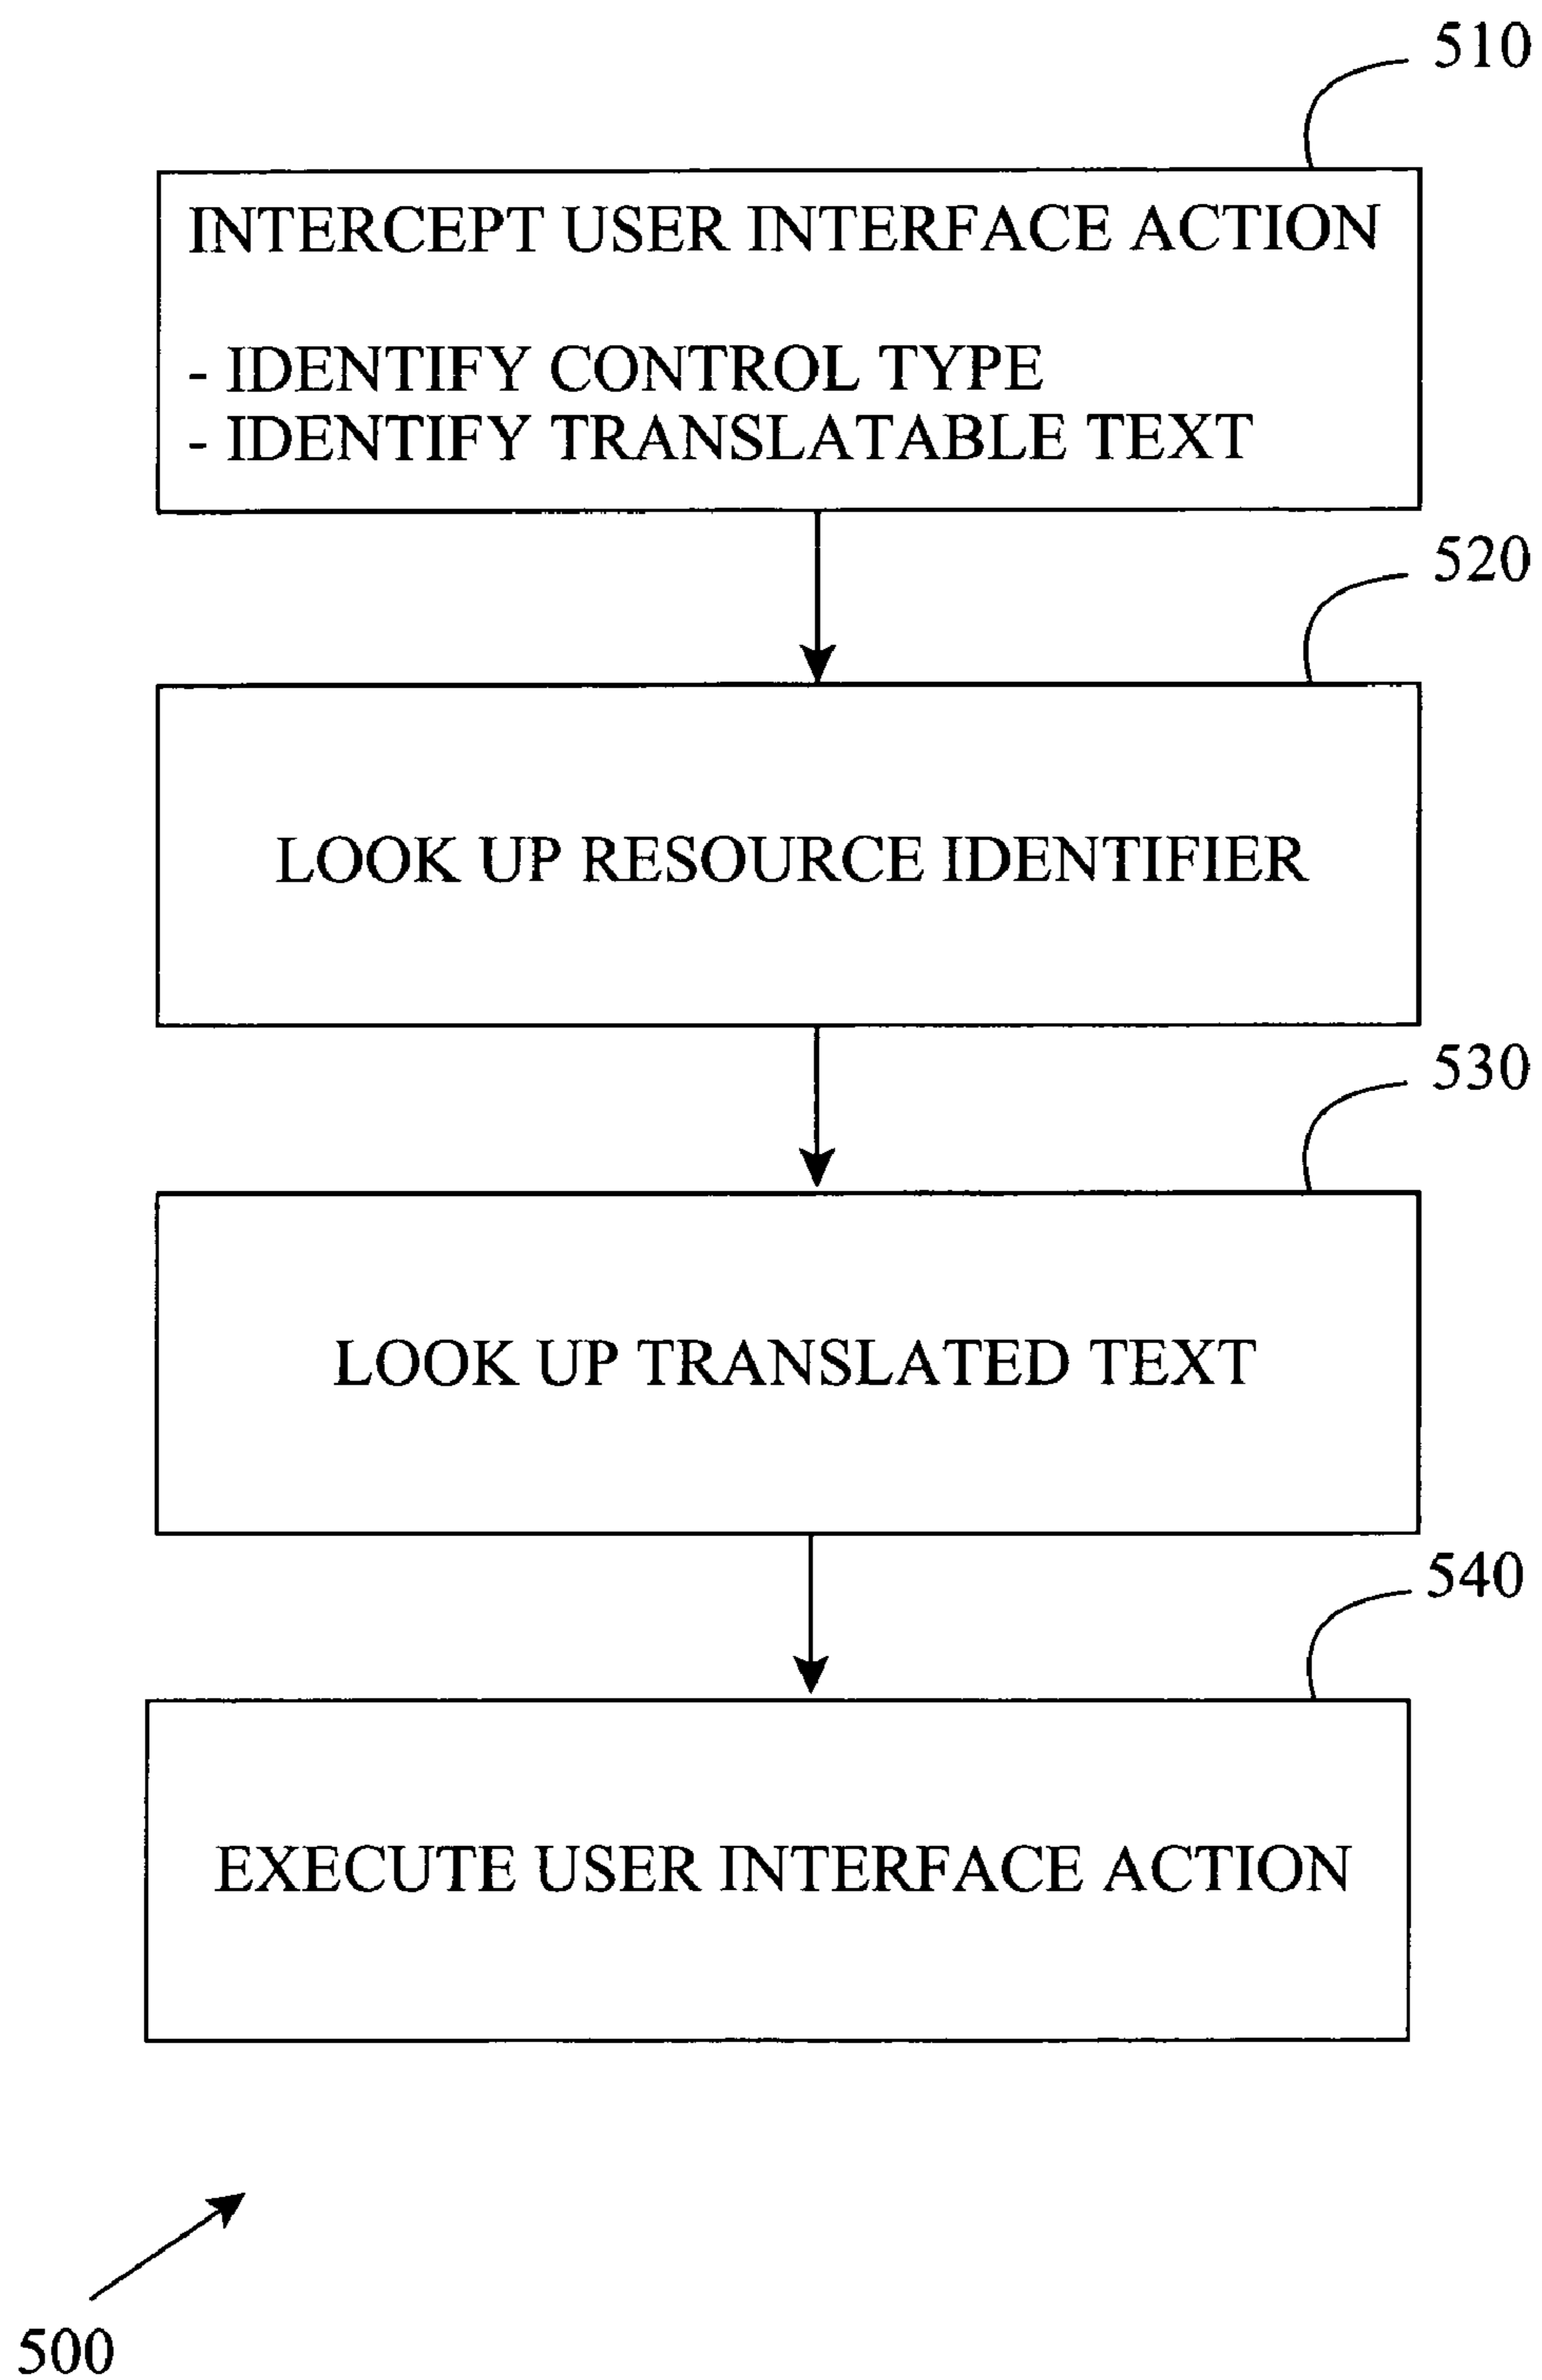 510
INTERCEPT USER INTERFACE ACTION
- IDENTIFY CONTROL TYPE
- IDENTIFY TRANSLATABLE TEXT
520
LOOK UP RESOURCE IDENTIFIER
530
LOOK UP TRANSLATED TEXT
540
EXECUTE USER INTERFACE ACTION
500